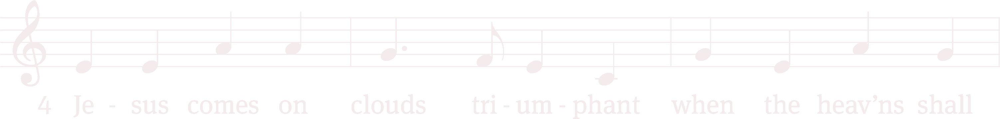 4 Je - sus comes on clouds tri - um - phant when the heav’ns shall